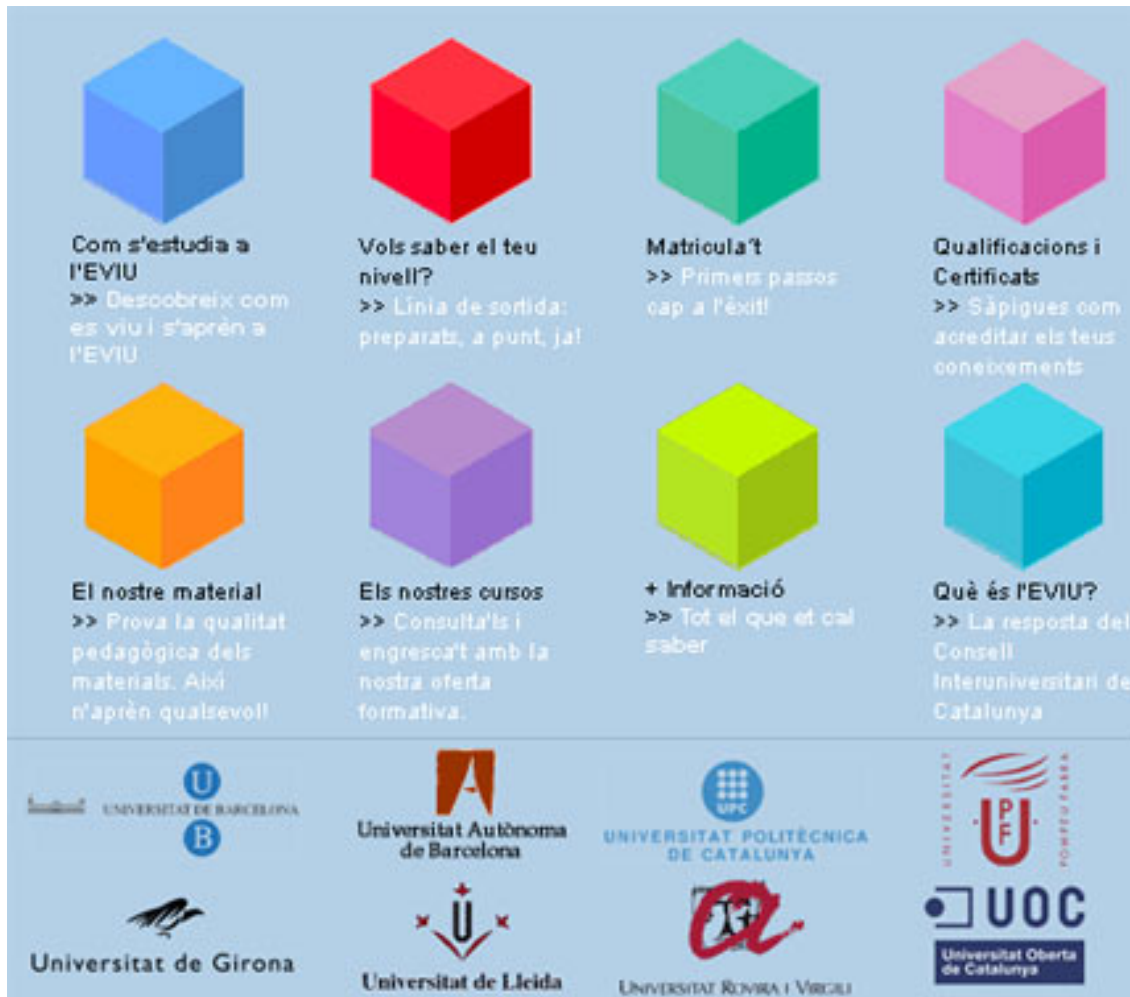 Com s'estudia a
l'EVIU
>> Descobreix com
es viu i s'aprèn a
l'EVIU
Vols saber el teu
nivell?
>> Línia de sortida:
preparats, a punt, ja!
Matricula't
>> Primers passos
cap a l'èxit!
Qualificacions i
Certificats
>> Sàpigues com
acreditar els teus
coneixements
El nostre material
>> Prova la qualitat
pedagògica dels
materials. Així
n'aprèn qualsevol!
Els nostres cursos
>> Consulta'ls i
engresca't amb la
nostra oferta
formativa.
+ Informació
>> Tot el que et cal
saber
Què és l'EVIU?
>> La resposta del
Consell
Interuniversitari de
Catalunya
U
UNIVERSITAT DE BARCELONA
B
Universitat Autònoma
de Barcelona
UPC
UNIVERSITAT POLITÈCNICA
DE CATALUNYA
UNIVERSITAT
UPF
POMPEU FABRA
Universitat de Girona
U
Universitat de Lleida
UNIVERSITAT ROVIRA I VIRGILI
UOC
Universitat Oberta
de Catalunya